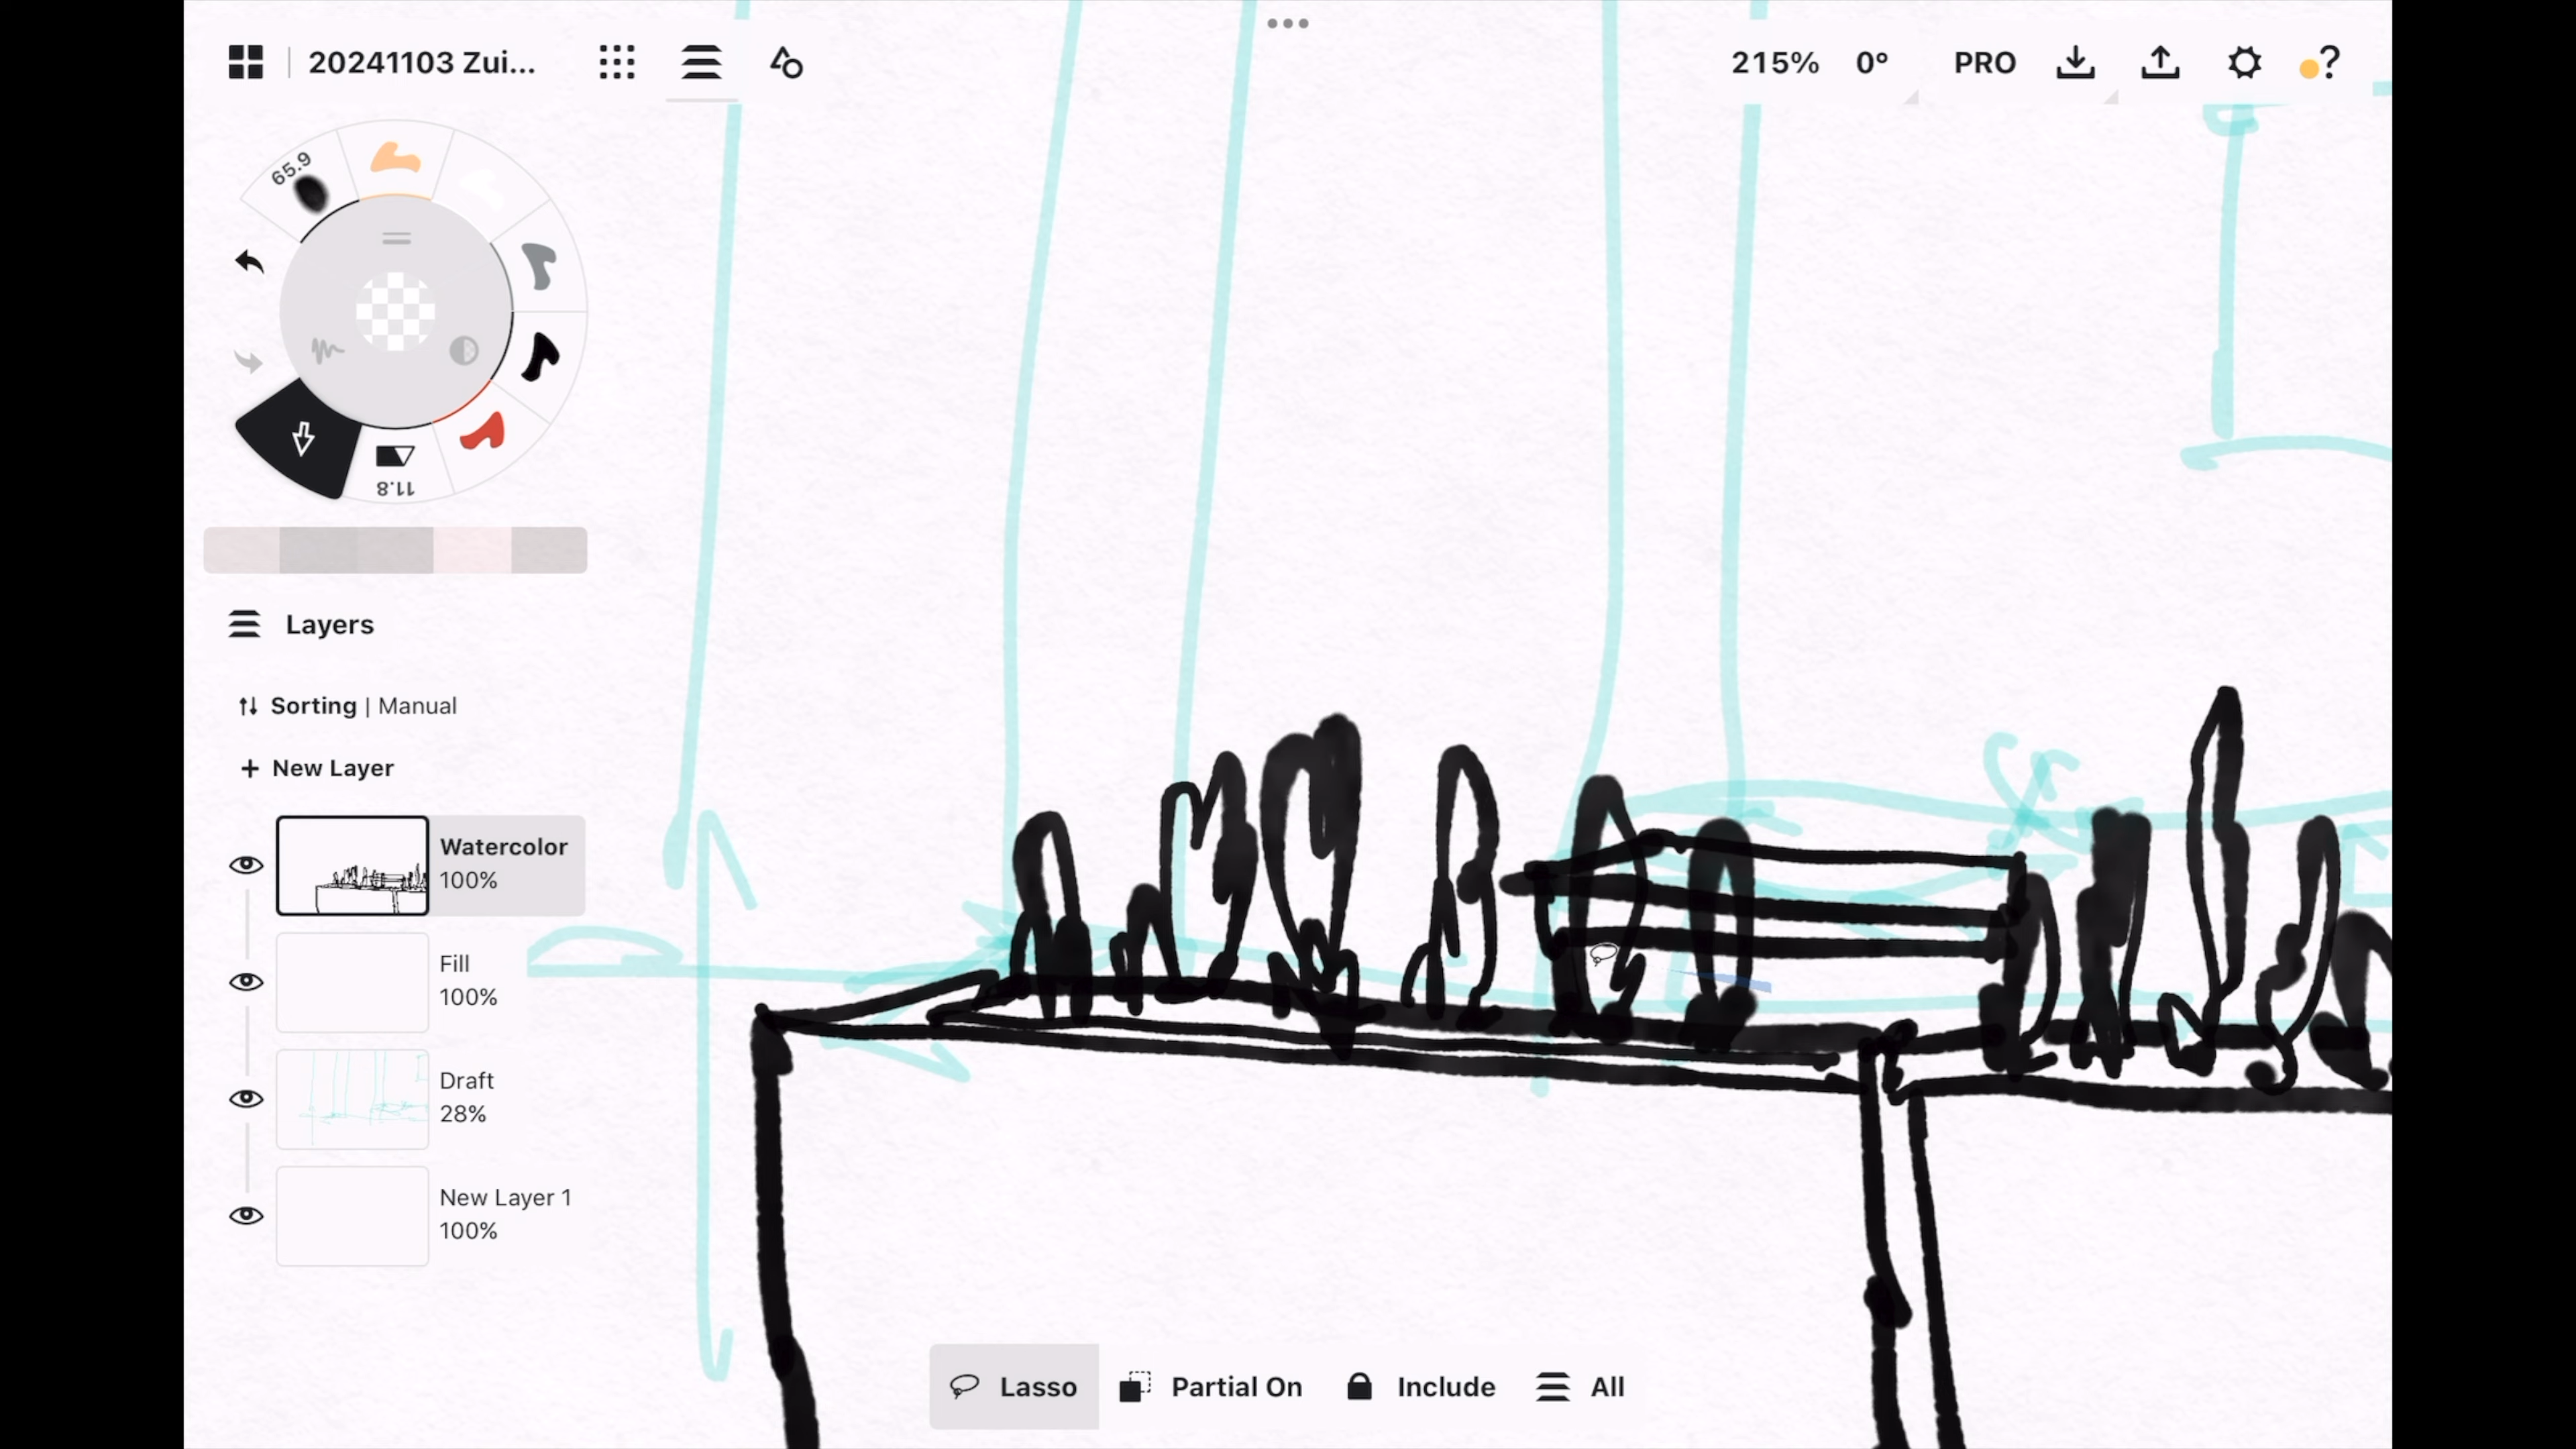 20241103 Zui...
215% 0° PRO ?
65.9
11.8
Layers
Sorting | Manual
+ New Layer
Watercolor
100%
Fill
100%
Draft
28%
New Layer 1
100%
Lasso Partial On Include All